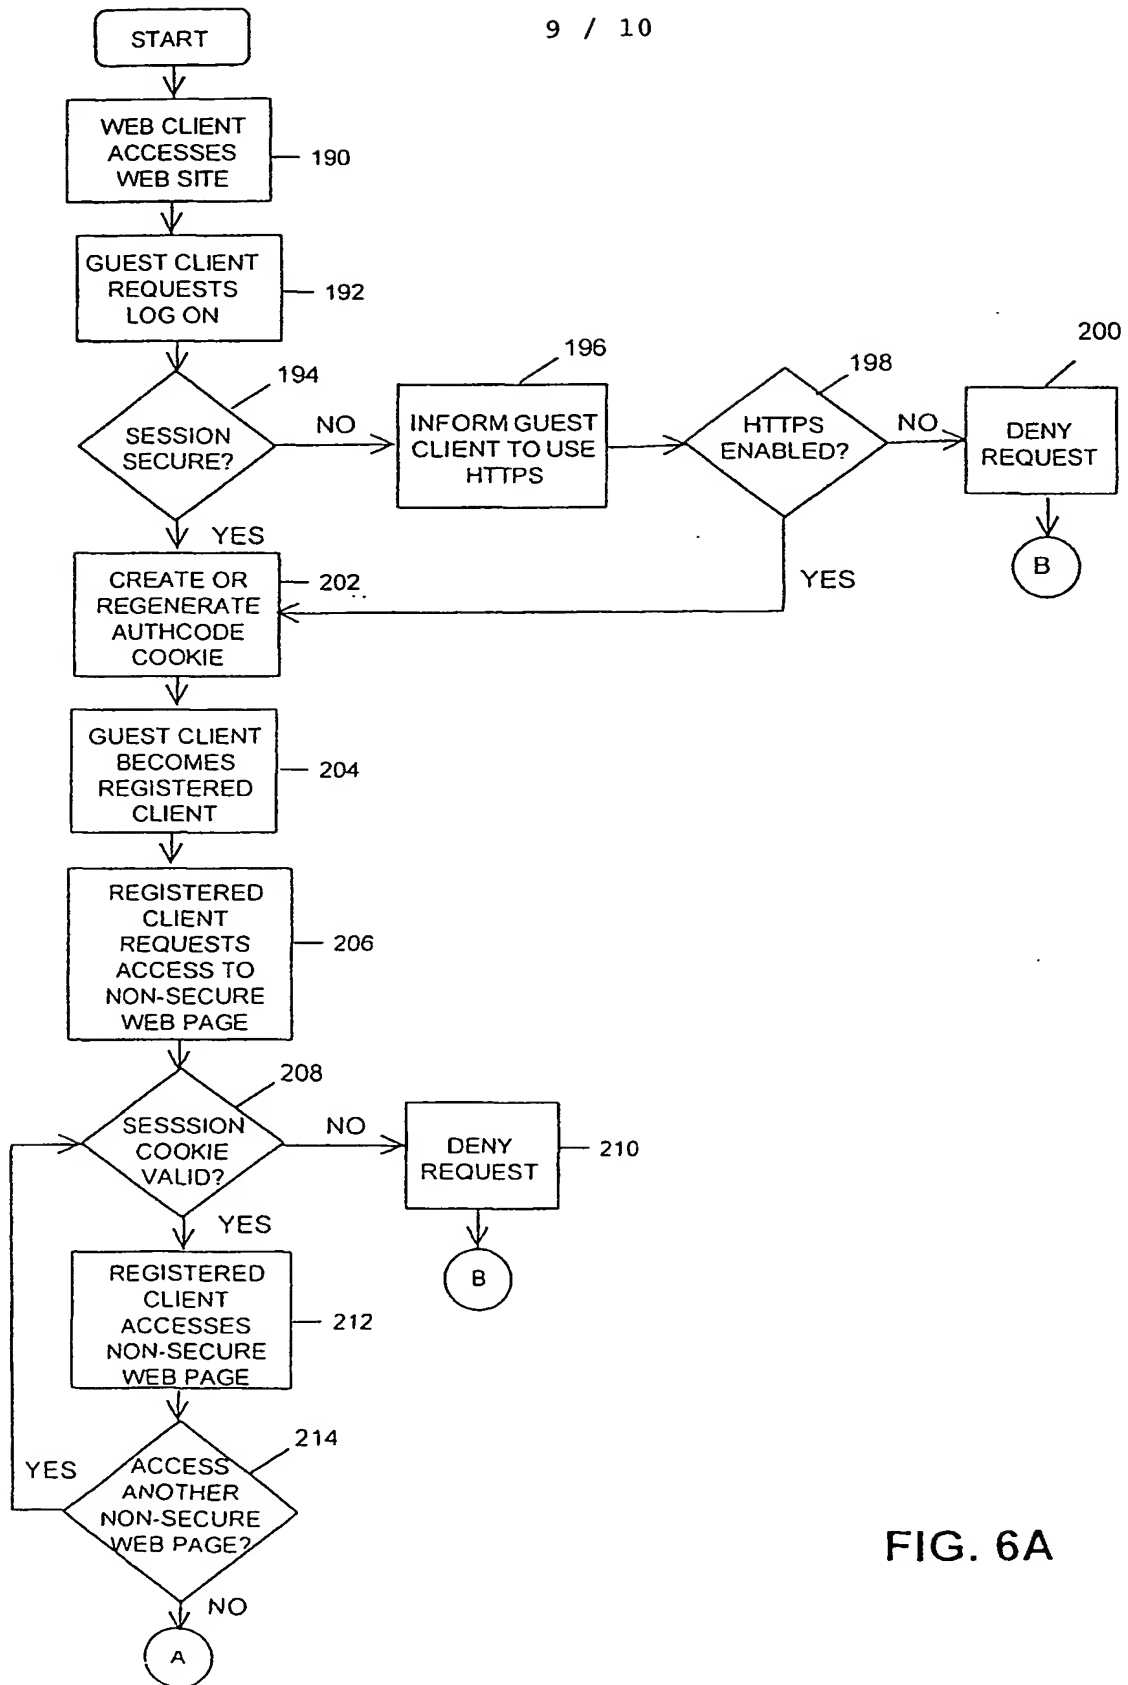 9 / 10
START
WEB CLIENT
ACCESSES
WEB SITE
190
GUEST CLIENT
REQUESTS
LOG ON
192
SESSION
SECURE?
194
NO
INFORM GUEST
CLIENT TO USE
HTTPS
196
HTTPS
ENABLED?
198
NO
DENY
REQUEST
200
B
YES
YES
CREATE OR
REGENERATE
AUTHCODE
COOKIE
202
GUEST CLIENT
BECOMES
REGISTERED
CLIENT
204
REGISTERED
CLIENT
REQUESTS
ACCESS TO
NON-SECURE
WEB PAGE
206
SESSSION
COOKIE
VALID?
208
NO
DENY
REQUEST
210
B
YES
REGISTERED
CLIENT
ACCESSES
NON-SECURE
WEB PAGE
212
ACCESS
ANOTHER
NON-SECURE
WEB PAGE?
214
YES
NO
A
FIG. 6A